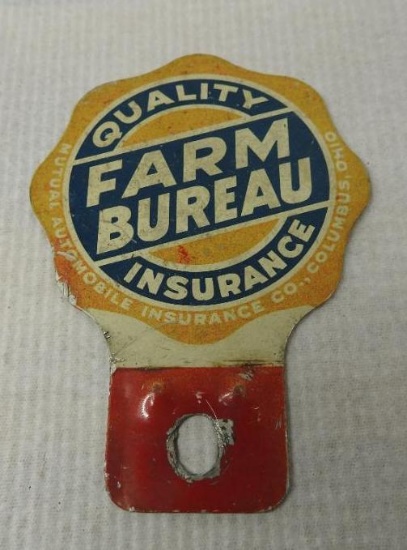 QUALITY
FARM
BUREAU
INSURANCE
MUTUAL AUTOMOBILE INSURANCE CO., COLUMBUS, OHIO